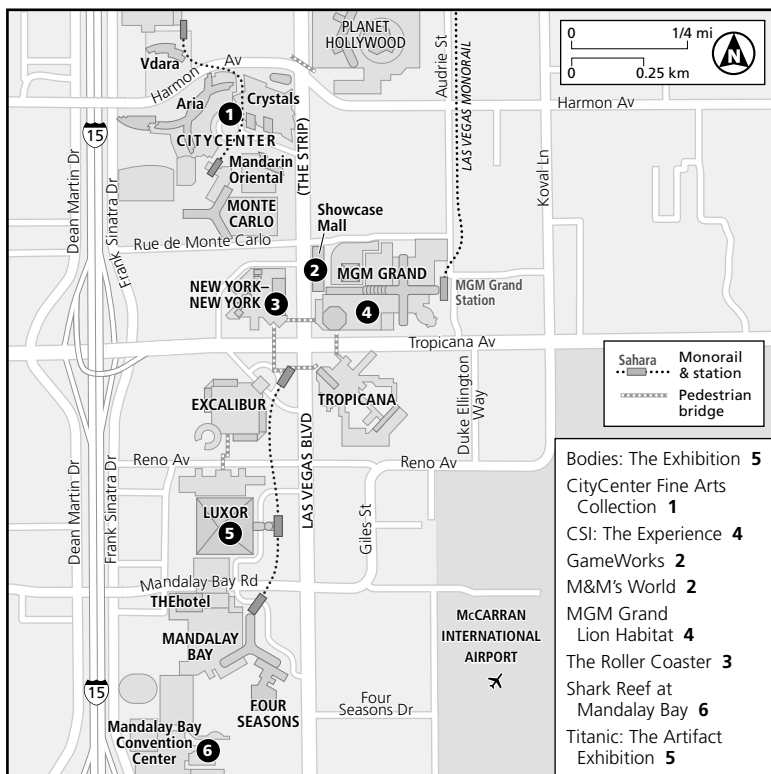 PLANET
HOLLYWOOD
Audrie St
0 1/4 mi
0 0.25 km
N
Vdara
Harmon Av
Aria
Crystals
1
CITYCENTER
Mandarin
Oriental
(THE STRIP)
LAS VEGAS MONORAIL
Koval Ln
Harmon Av
15
Dean Martin Dr
Frank Sinatra Dr
MONTE
CARLO
Showcase
Mall
Rue de Monte Carlo
2
MGM GRAND
NEW YORK–
NEW YORK
3
4
MGM Grand
Station
Tropicana Av
Sahara
Monorail
& station
Pedestrian
bridge
EXCALIBUR
TROPICANA
Duke Ellington
Way
LAS VEGAS BLVD
Reno Av
Reno Av
Dean Martin Dr
Frank Sinatra Dr
LUXOR
5
Giles St
Mandalay Bay Rd
THEhotel
MANDALAY
BAY
McCARRAN
INTERNATIONAL
AIRPORT
15
FOUR
SEASONS
Four
Seasons Dr
Mandalay Bay
Convention
Center
6
Bodies: The Exhibition 5
CityCenter Fine Arts
Collection 1
CSI: The Experience 4
GameWorks 2
M&M's World 2
MGM Grand
Lion Habitat 4
The Roller Coaster 3
Shark Reef at
Mandalay Bay 6
Titanic: The Artifact
Exhibition 5